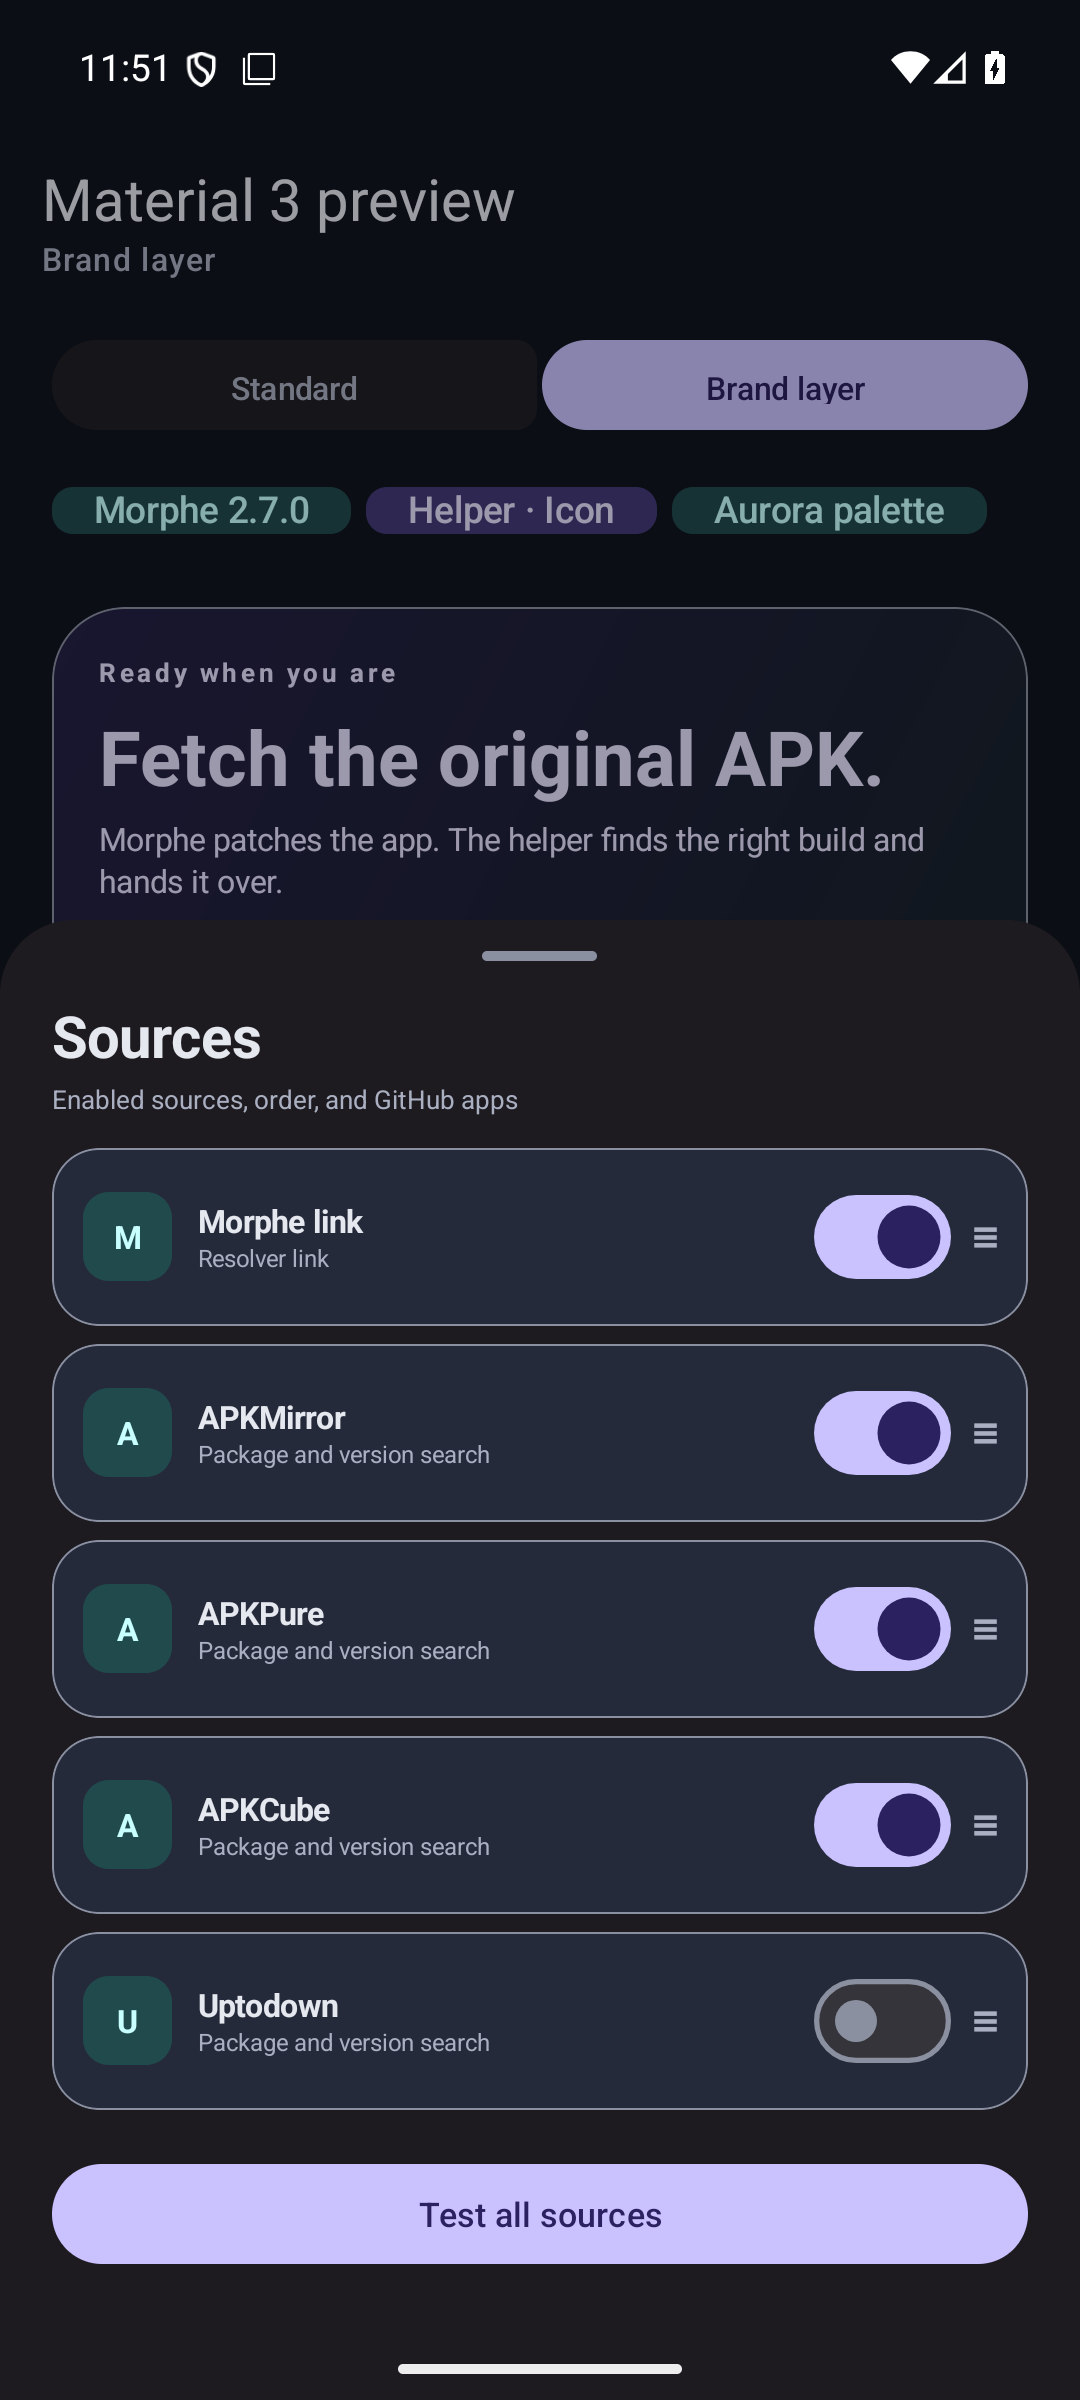 11:51
Material 3 preview
Brand layer
Standard
Brand layer
Morphe 2.7.0
Helper · Icon
Aurora palette
Ready when you are
Fetch the original APK.
Morphe patches the app. The helper finds the right build and
hands it over.
Sources
Enabled sources, order, and GitHub apps
M
Morphe link
Resolver link
A
APKMirror
Package and version search
A
APKPure
Package and version search
A
APKCube
Package and version search
U
Uptodown
Package and version search
Test all sources